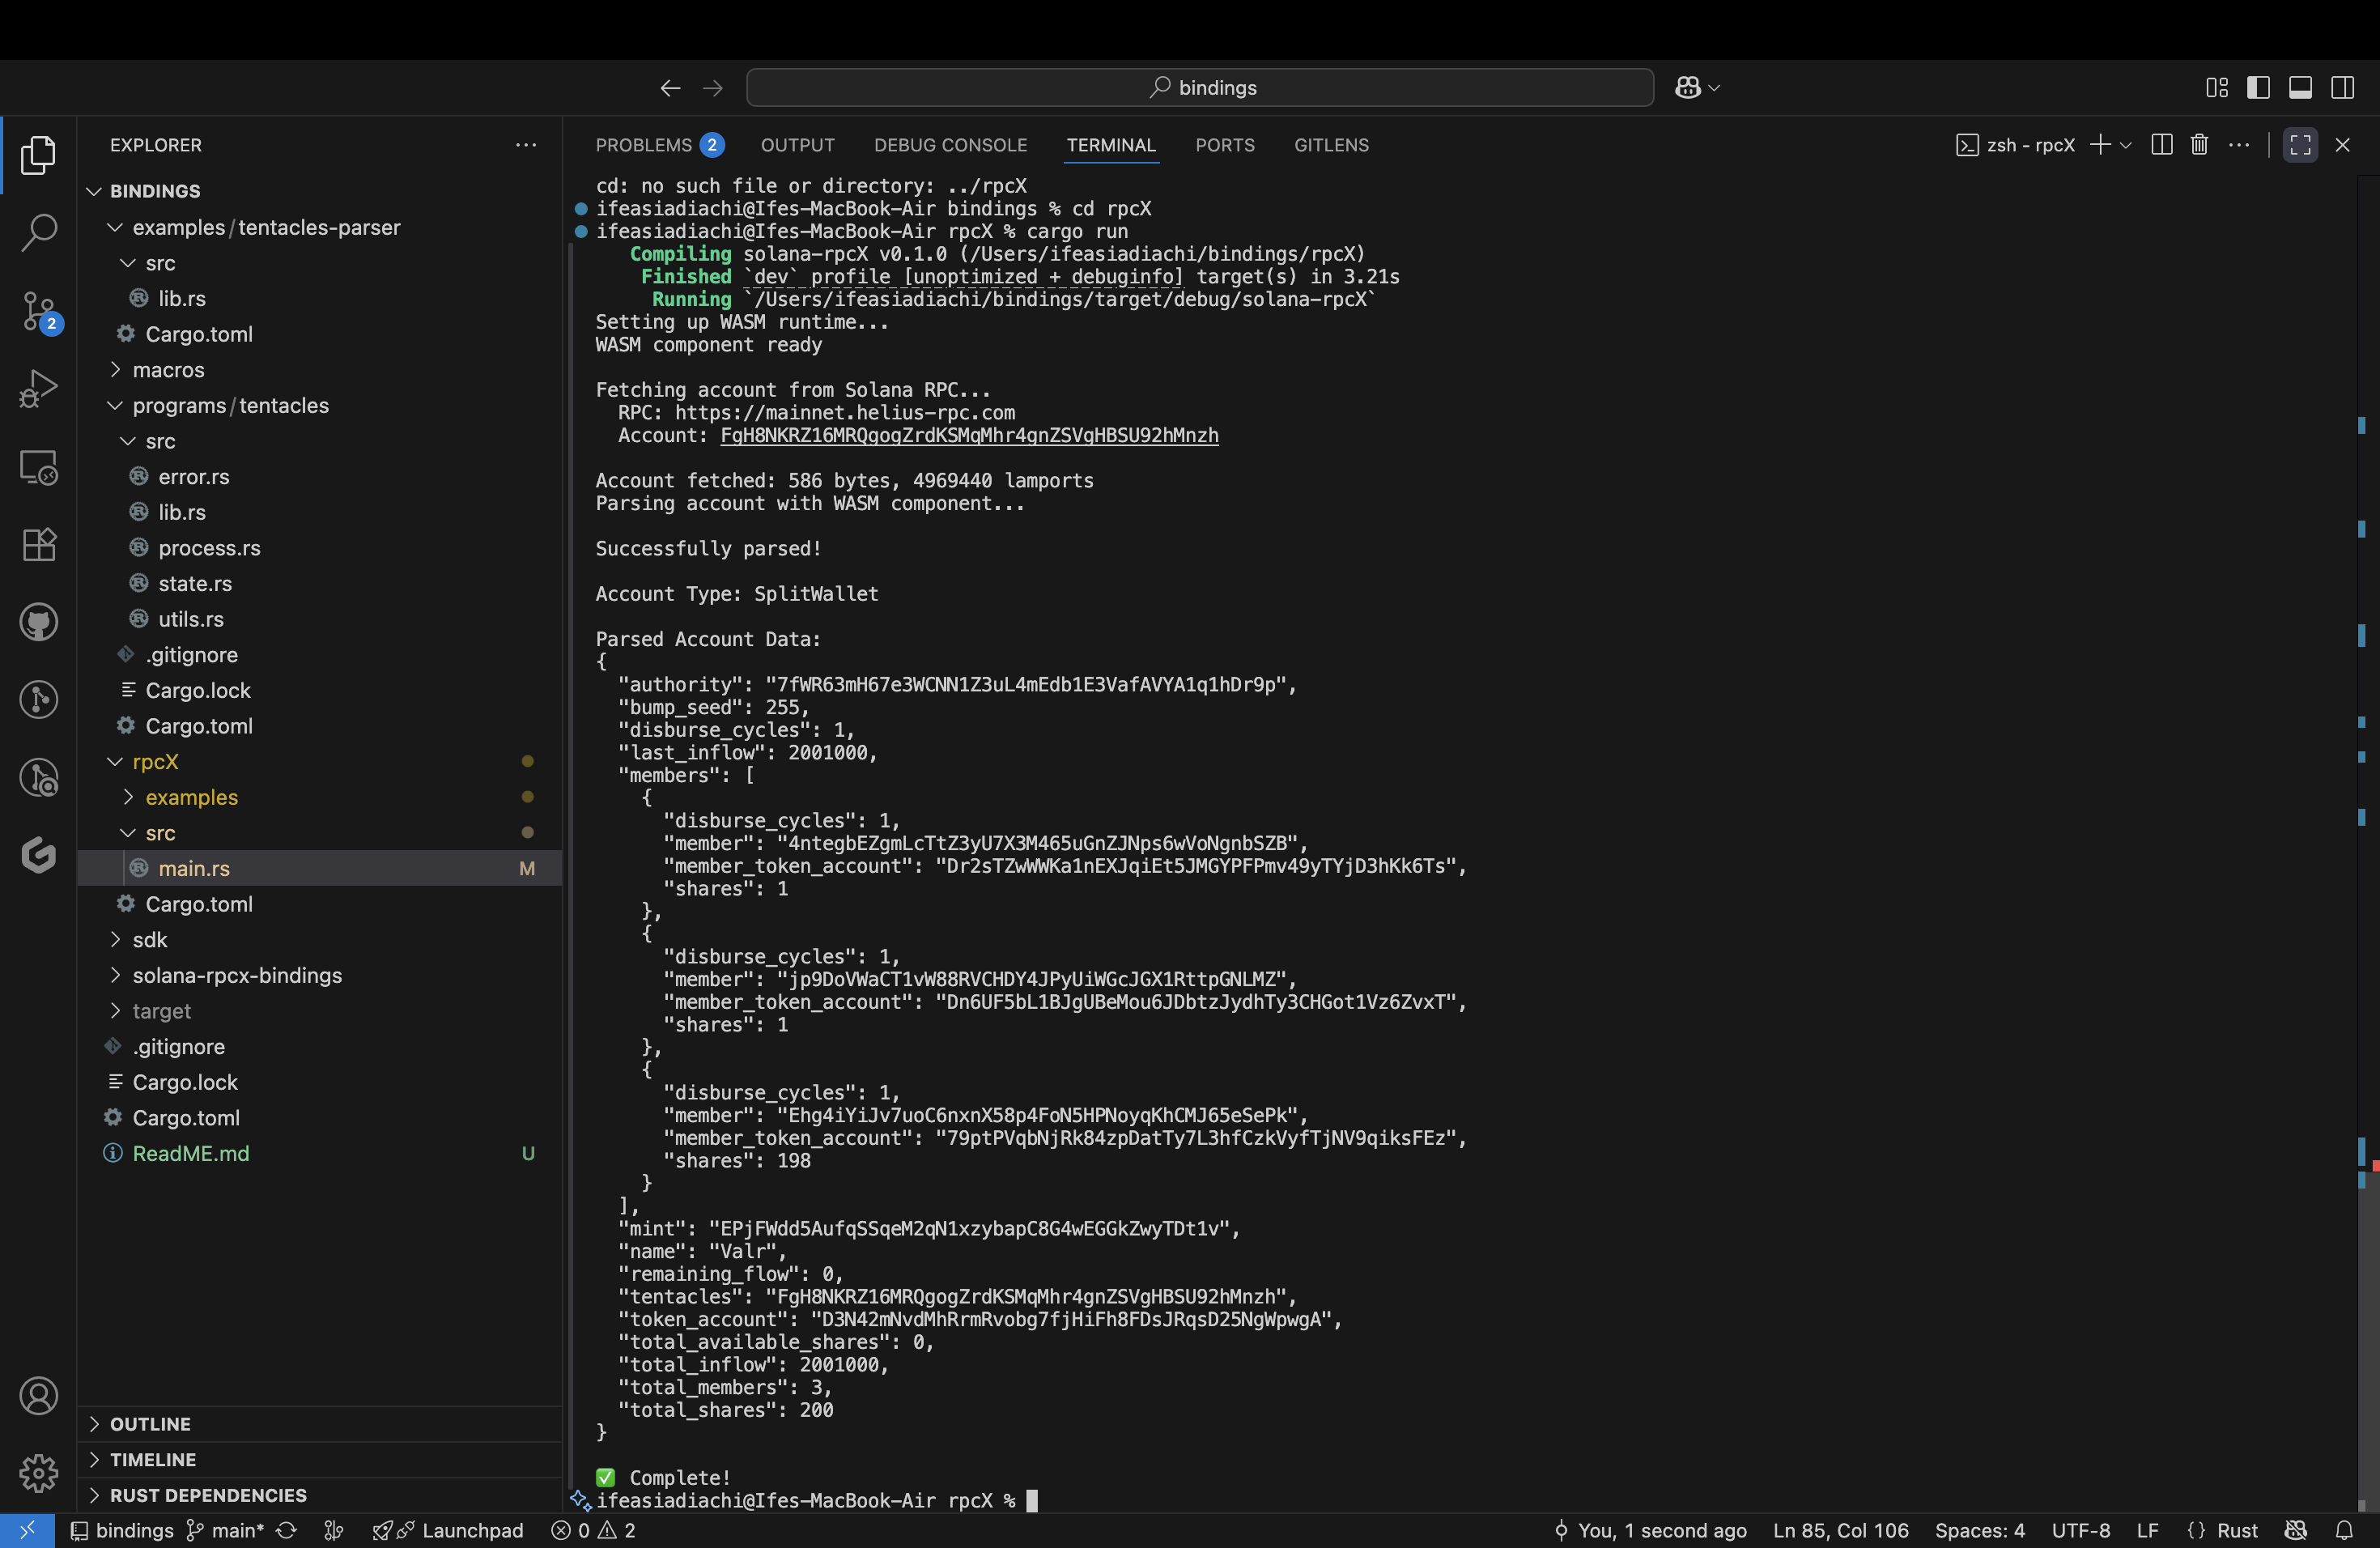 bindings
EXPLORER
BINDINGS
examples/tentacles-parser
src
lib.rs
Cargo.toml
macros
programs/tentacles
src
error.rs
lib.rs
process.rs
state.rs
utils.rs
.gitignore
Cargo.lock
Cargo.toml
rpcX
examples
src
main.rs M
Cargo.toml
sdk
solana-rpcx-bindings
target
.gitignore
Cargo.lock
Cargo.toml
ReadME.md U
OUTLINE
TIMELINE
RUST DEPENDENCIES
2
PROBLEMS 2 OUTPUT DEBUG CONSOLE TERMINAL PORTS GITLENS
zsh - rpcX
cd: no such file or directory: ../rpcX
ifeasiadiachi@Ifes-MacBook-Air bindings % cd rpcX
ifeasiadiachi@Ifes-MacBook-Air rpcX % cargo run
Compiling solana-rpcX v0.1.0 (/Users/ifeasiadiachi/bindings/rpcX)
Finished `dev` profile [unoptimized + debuginfo] target(s) in 3.21s
Running `/Users/ifeasiadiachi/bindings/target/debug/solana-rpcX`
Setting up WASM runtime...
WASM component ready
Fetching account from Solana RPC...
RPC: https://mainnet.helius-rpc.com
Account: FgH8NKRZ16MRQgogZrdKSMqMhr4gnZSVgHBSU92hMnzh
Account fetched: 586 bytes, 4969440 lamports
Parsing account with WASM component...
Successfully parsed!
Account Type: SplitWallet
Parsed Account Data:
{
"authority": "7fWR63mH67e3WCNN1Z3uL4mEdb1E3VafAVYA1q1hDr9p",
"bump_seed": 255,
"disburse_cycles": 1,
"last_inflow": 2001000,
"members": [
{
"disburse_cycles": 1,
"member": "4ntegbEZgmLcTtZ3yU7X3M465uGnZJNps6wVoNgnbSZB",
"member_token_account": "Dr2sTZwWWKa1nEXJqiEt5JMGYPFPmv49yTYjD3hKk6Ts",
"shares": 1
},
{
"disburse_cycles": 1,
"member": "jp9DoVWaCT1vW88RVCHDY4JPyUiWGcJGX1RttpGNLMZ",
"member_token_account": "Dn6UF5bL1BJgUBeMou6JDbtzJydhTy3CHGot1Vz6ZvxT",
"shares": 1
},
{
"disburse_cycles": 1,
"member": "Ehg4iYiJv7uoC6nxnX58p4FoN5HPNoyqKhCMJ65eSePk",
"member_token_account": "79ptPVqbNjRk84zpDatTy7L3hfCzkVyfTjNV9qiksFEz",
"shares": 198
}
],
"mint": "EPjFWdd5AufqSSqeM2qN1xzybapC8G4wEGGkZwyTDt1v",
"name": "Valr",
"remaining_flow": 0,
"tentacles": "FgH8NKRZ16MRQgogZrdKSMqMhr4gnZSVgHBSU92hMnzh",
"token_account": "D3N42mNvdMhRrmRvobg7fjHiFh8FDsJRqsD25NgWpwgA",
"total_available_shares": 0,
"total_inflow": 2001000,
"total_members": 3,
"total_shares": 200
}
✅ Complete!
ifeasiadiachi@Ifes-MacBook-Air rpcX %
bindings main* Launchpad 0 2 You, 1 second ago Ln 85, Col 106 Spaces: 4 UTF-8 LF {} Rust